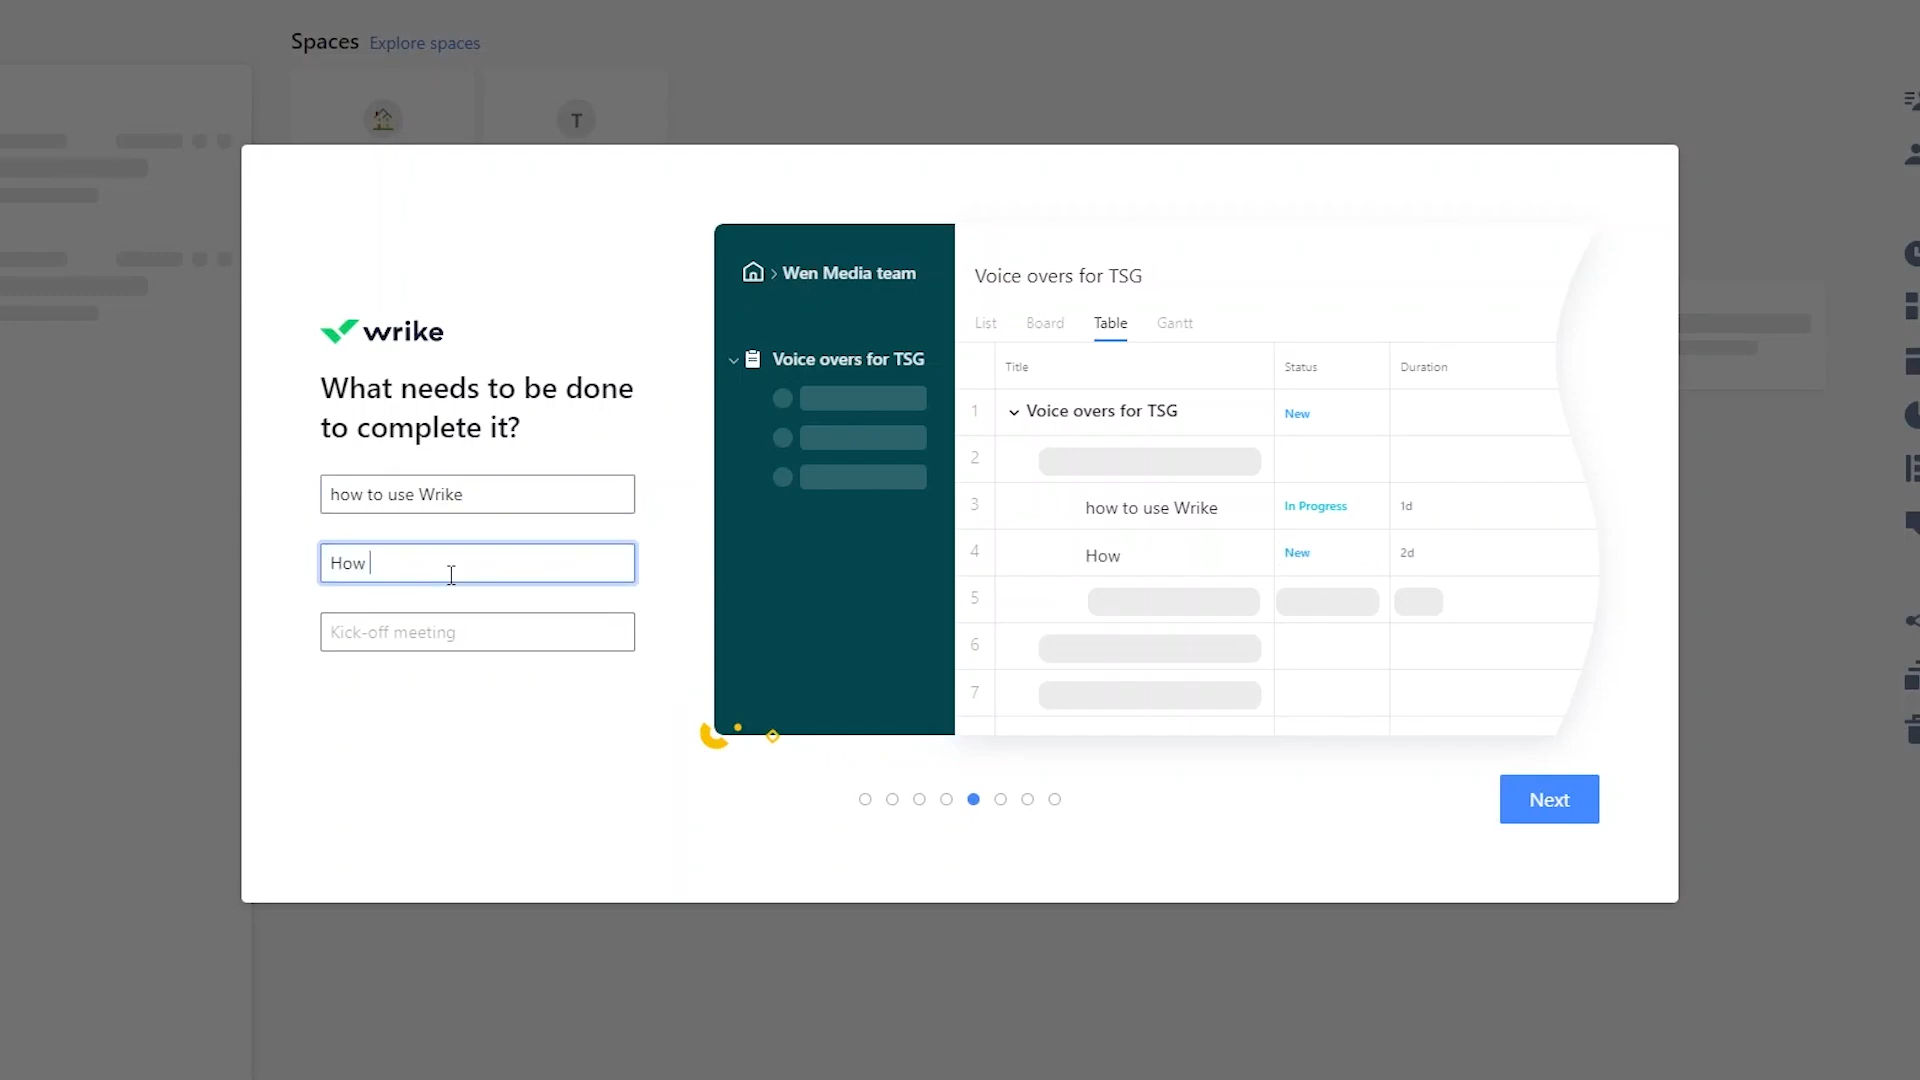 Spaces Explore spaces
T
wrike
What needs to be done
to complete it?
how to use Wrike
How
Kick-off meeting
Wen Media team
Voice overs for TSG
Voice overs for TSG
List Board Table Gantt
Title Status Duration
1 Voice overs for TSG New
2
3 how to use Wrike In Progress 1d
4 How New 2d
5
6
7
Next